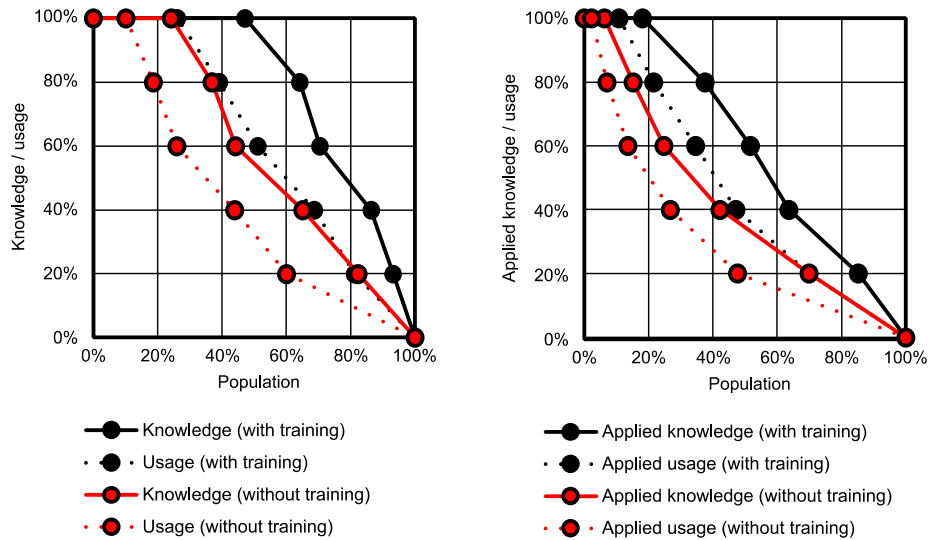 100%
80%
60%
40%
20%
0%
Knowledge / usage
0% 20% 40% 60% 80% 100%
Population
Knowledge (with training)
Usage (with training)
Knowledge (without training)
Usage (without training)
100%
80%
60%
40%
20%
0%
Applied knowledge / usage
0% 20% 40% 60% 80% 100%
Population
Applied knowledge (with training)
Applied usage (with training)
Applied knowledge (without training)
Applied usage (without training)